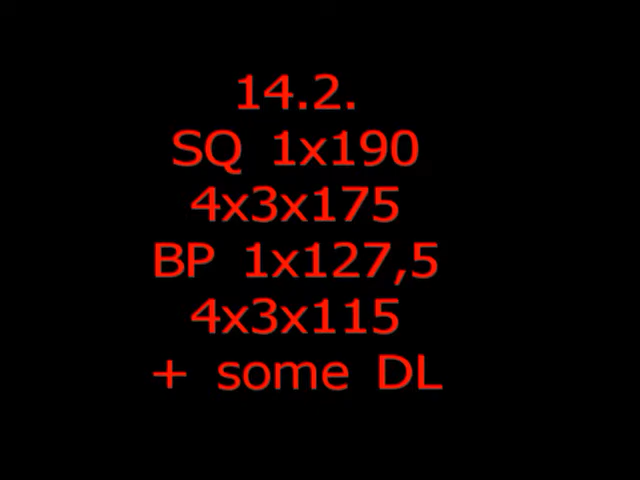 14.2.
SQ 1x190
4x3x175
BP 1x127,5
4x3x115
+ some DL